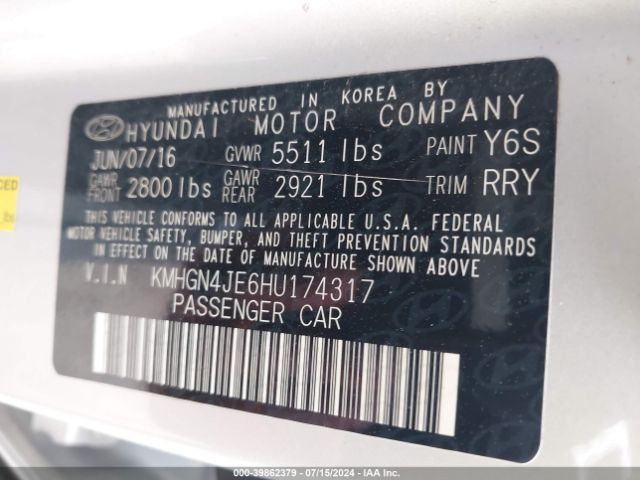 MANUFACTURED IN KOREA BY
HYUNDAI MOTOR COMPANY
JUN/07/16 GVWR 5511 lbs PAINT Y6S
GAWR FRONT 2800 lbs GAWR REAR 2921 lbs TRIM RRY
THIS VEHICLE CONFORMS TO ALL APPLICABLE U.S.A. FEDERAL
MOTOR VEHICLE SAFETY, BUMPER, AND THEFT PREVENTION STANDARDS
IN EFFECT ON THE DATE OF MANUFACTURE SHOWN ABOVE
V.I.N KMHGN4JE6HU174317
PASSENGER CAR
CED
lbs
000-39862379 / 07/15/2024 - IAA Inc.